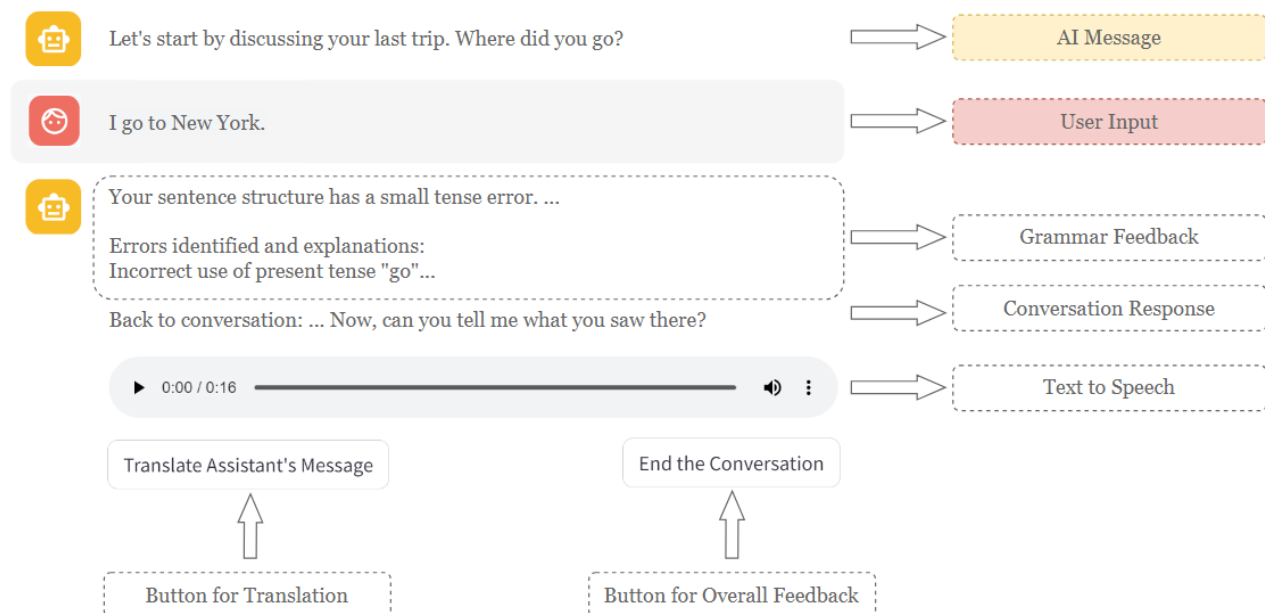 Let's start by discussing your last trip. Where did you go?
AI Message
I go to New York.
User Input
Your sentence structure has a small tense error. ...
Errors identified and explanations:
Incorrect use of present tense "go"...
Grammar Feedback
Back to conversation: ... Now, can you tell me what you saw there?
Conversation Response
0:00 / 0:16
Text to Speech
Translate Assistant's Message
End the Conversation
Button for Translation
Button for Overall Feedback